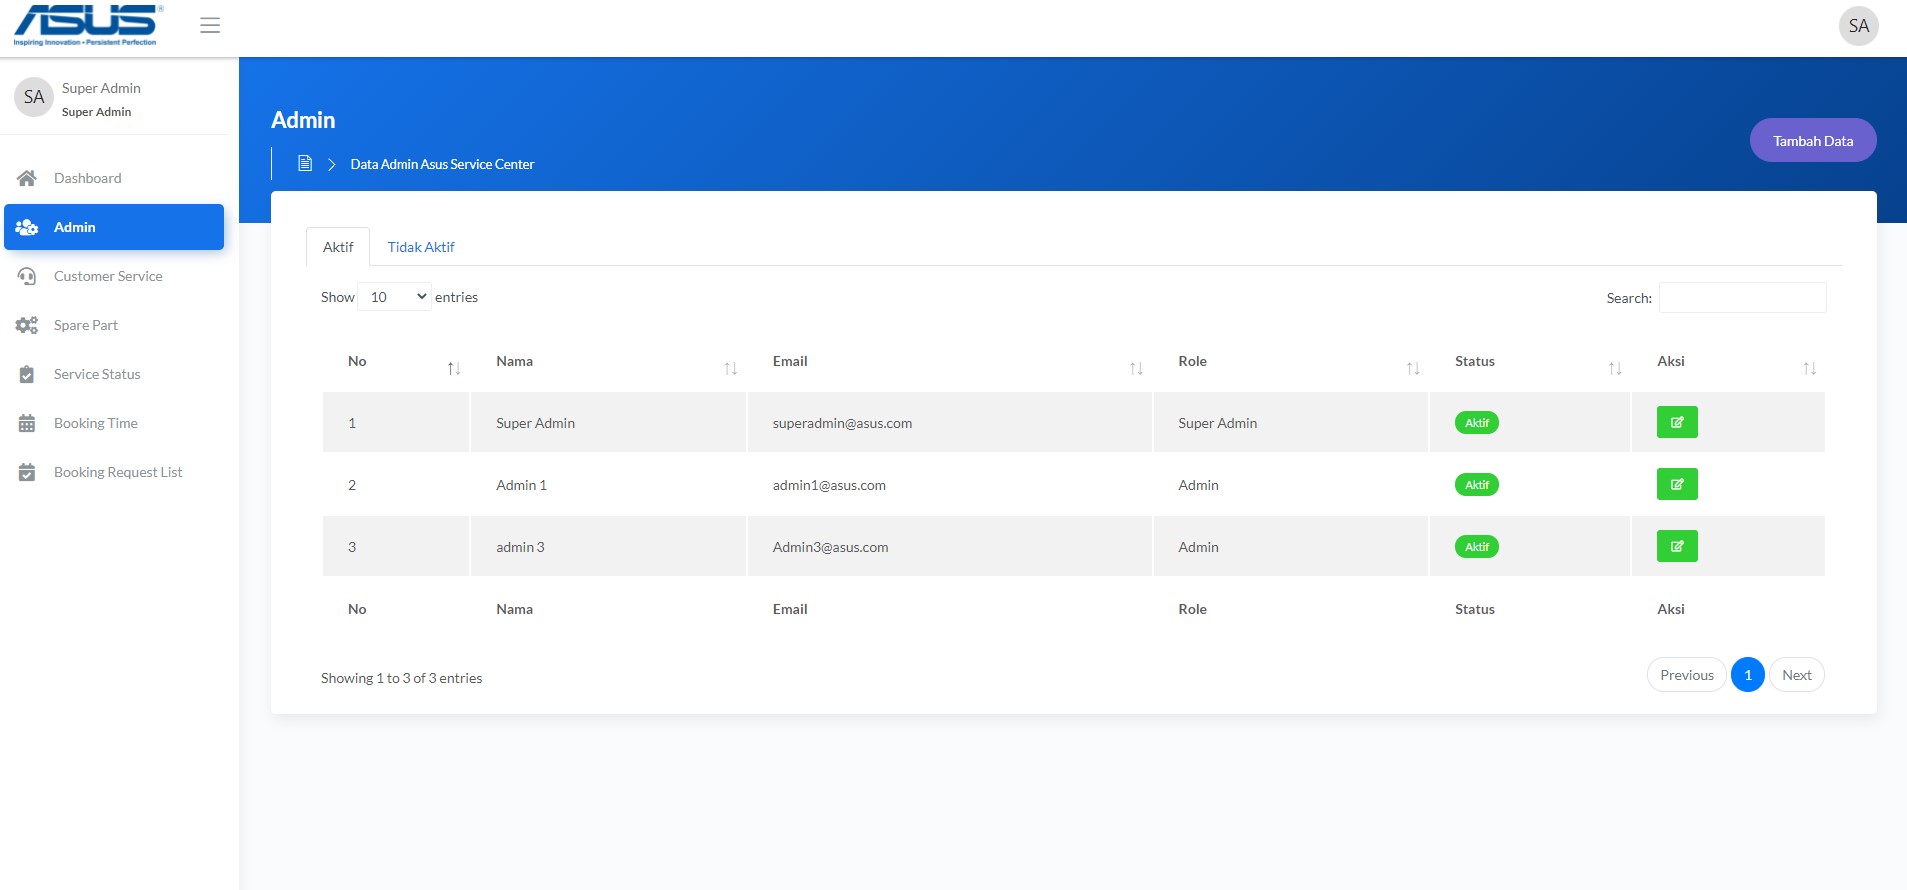 ASUS®
Inspiring Innovation • Persistent Perfection
SA
SA
Super Admin
Super Admin
Dashboard
Admin
Customer Service
Spare Part
Service Status
Booking Time
Booking Request List
Admin
Data Admin Asus Service Center
Tambah Data
Aktif Tidak Aktif
Show 10 entries Search:
No Nama Email Role Status Aksi
1 Super Admin superadmin@asus.com Super Admin Aktif
2 Admin 1 admin1@asus.com Admin Aktif
3 admin 3 Admin3@asus.com Admin Aktif
No Nama Email Role Status Aksi
Showing 1 to 3 of 3 entries
Previous 1 Next